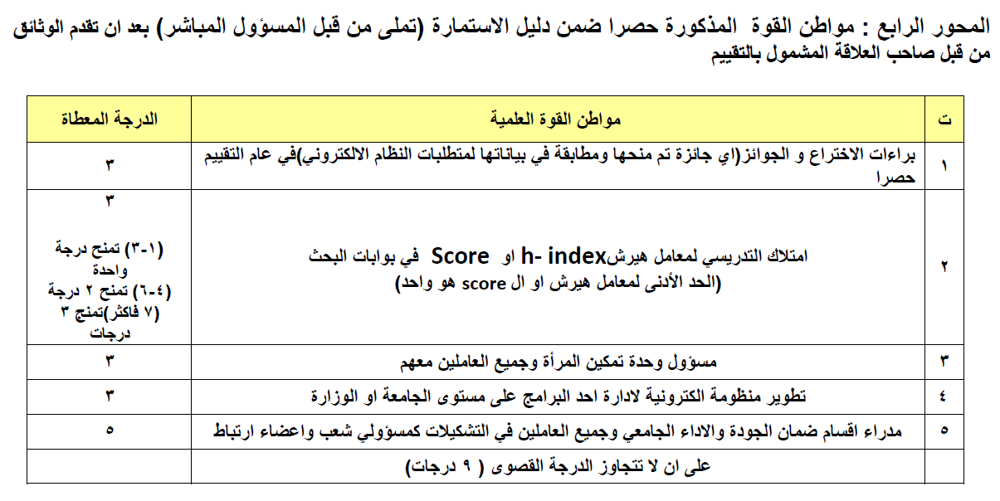 المحور الرابع : مواطن القوة المذكورة حصرا ضمن دليل الاستمارة (تملى من قبل المسؤول المباشر) بعد ان تقدم الوثائق
من قبل صاحب العلاقة المشمول بالتقييم
ت
مواطن القوة العلمية
الدرجة المعطاة
١
براءات الاختراع و الجوائز(اي جائزة تم منحها ومطابقة في بياناتها لمتطلبات النظام الالكتروني)في عام التقييم
حصرا
٣
٢
امتلاك التدريسي لمعامل هيرشh- index او Score في بوابات البحث
(الحد الأدنى لمعامل هيرش او ال score هو واحد)
٣
(١-٣) تمنح درجة
واحدة
(٤-٦) تمنح ٢ درجة
(٧ فاكثر)تمنج ٣
درجات
٣
مسؤول وحدة تمكين المرأة وجميع العاملين معهم
٣
٤
تطوير منظومة الكترونية لادارة احد البرامج على مستوى الجامعة او الوزارة
٣
٥
مدراء اقسام ضمان الجودة والاداء الجامعي وجميع العاملين في التشكيلات كمسؤولي شعب واعضاء ارتباط
٥
على ان لا تتجاوز الدرجة القصوى ( ٩ درجات)